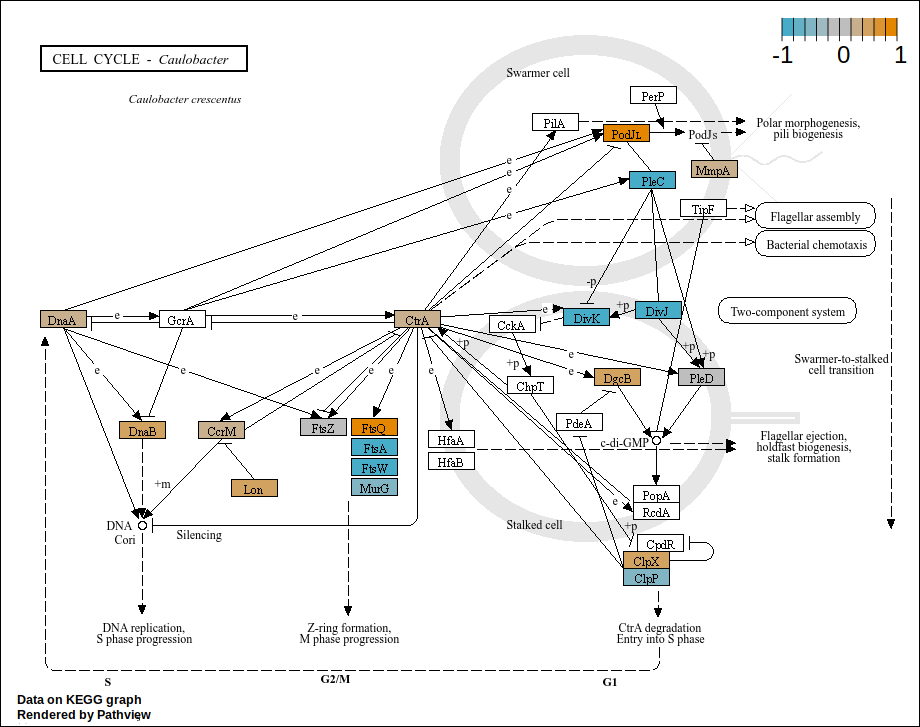 -1 0 1
CELL CYCLE - Caulobacter
Caulobacter crescentus
Swarmer cell
PerP
PilA
PodJL
PodJs
Polar morphogenesis,
pili biogenesis
MmpA
PleC
TipF
Flagellar assembly
Bacterial chemotaxis
e
e
e
e
-p
+p
DnaA
e
GcrA
e
CtrA
e
CckA
DivK
DivJ
Two-component system
+p
+p
+p
+p
e
e
e
e
e
e
e
e
ChpT
DgcB
PleD
Swarmer-to-stalked
cell transition
DnaB
CcrM
FtsZ
FtsQ
FtsA
FtsW
MurG
HfaA
HfaB
PdeA
c-di-GMP
Flagellar ejection,
holdfast biogenesis,
stalk formation
Lon
+m
PopA
RcdA
e
+p
DNA
Cori
Silencing
Stalked cell
CpdR
ClpX
ClpP
DNA replication,
S phase progression
Z-ring formation,
M phase progression
CtrA degradation
Entry into S phase
S
G2/M
G1
Data on KEGG graph
Rendered by Pathview